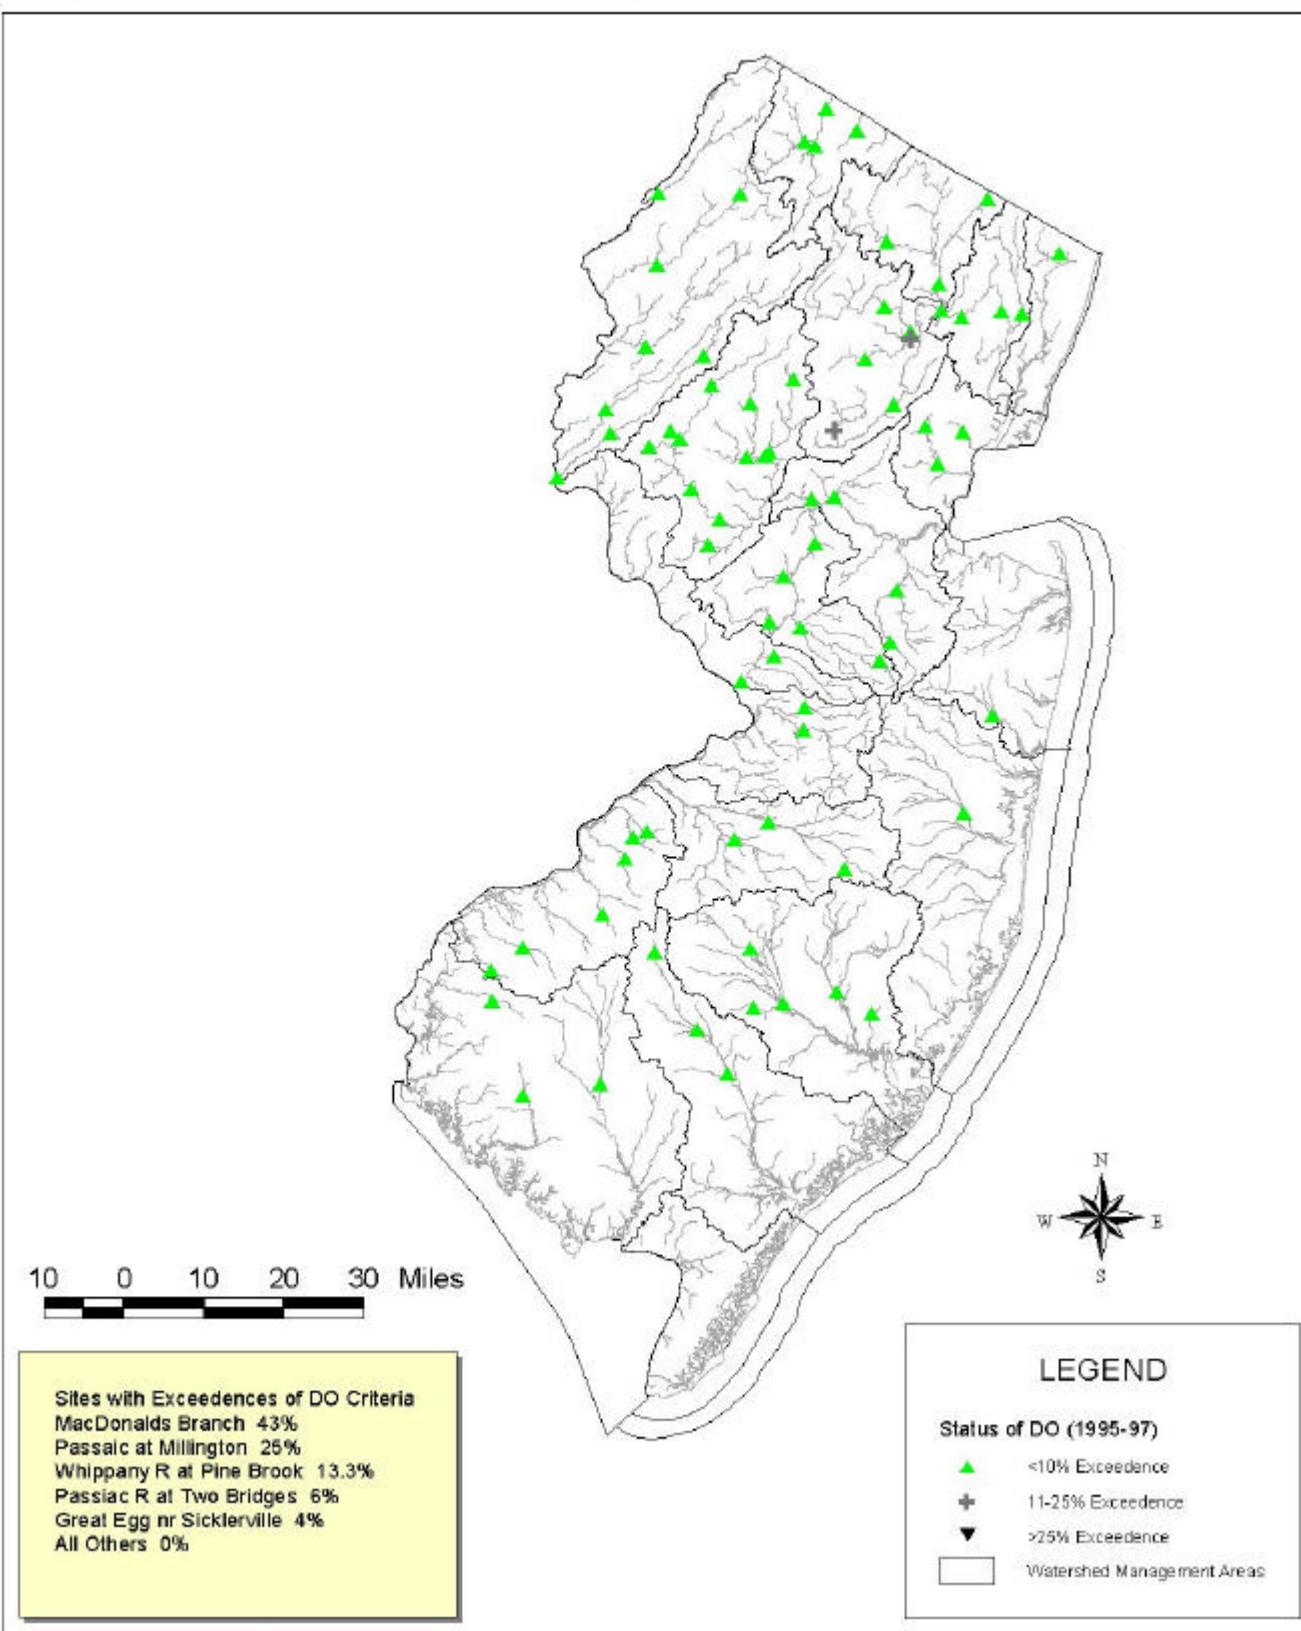 N
W E
S
10 0 10 20 30 Miles
Sites with Exceedences of DO Criteria
MacDonalds Branch 43%
Passaic at Millington 25%
Whippany R at Pine Brook 13.3%
Passiac R at Two Bridges 6%
Great Egg nr Sicklerville 4%
All Others 0%
LEGEND
Status of DO (1995-97)
<10% Exceedence
11-25% Exceedence
>25% Exceedence
Watershed Management Areas